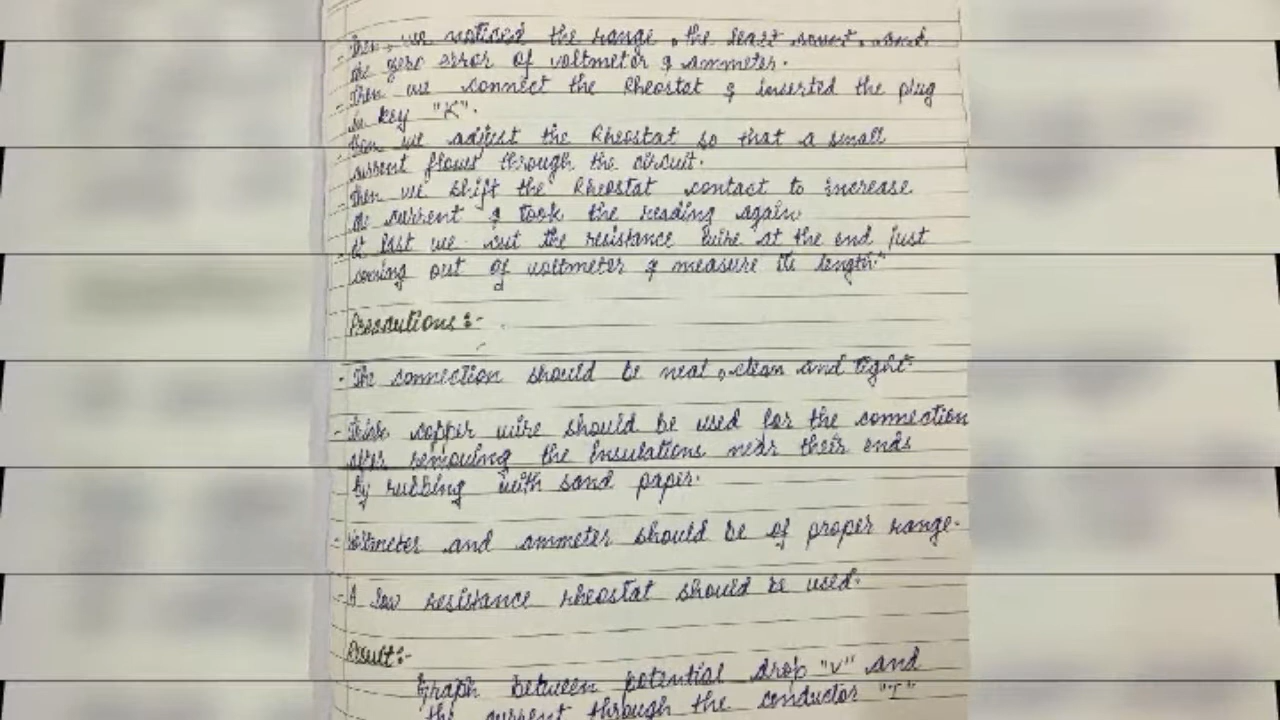 - Then, we noticed the range, the least count, and
the zero error of voltmeter & ammeter.
- Then we connect the Rheostat & inserted the plug
in key "K".
- Now we adjust the Rheostat so that a small
current flows through the circuit.
- Then we shift the Rheostat contact to increase
the current & took the reading again.
- At last we cut the resistance wire at the end just
coming out of voltmeter & measure its length."
Precautions :-
- The connection should be neat, clean and tight.
- Thick copper wire should be used for the connection
after removing the insulations near their ends
by rubbing with sand paper.
- Voltmeter and ammeter should be of proper range.
- A low resistance rheostat should be used.
Result :-
Graph between potential drop "V" and
the current through the conductor "I"